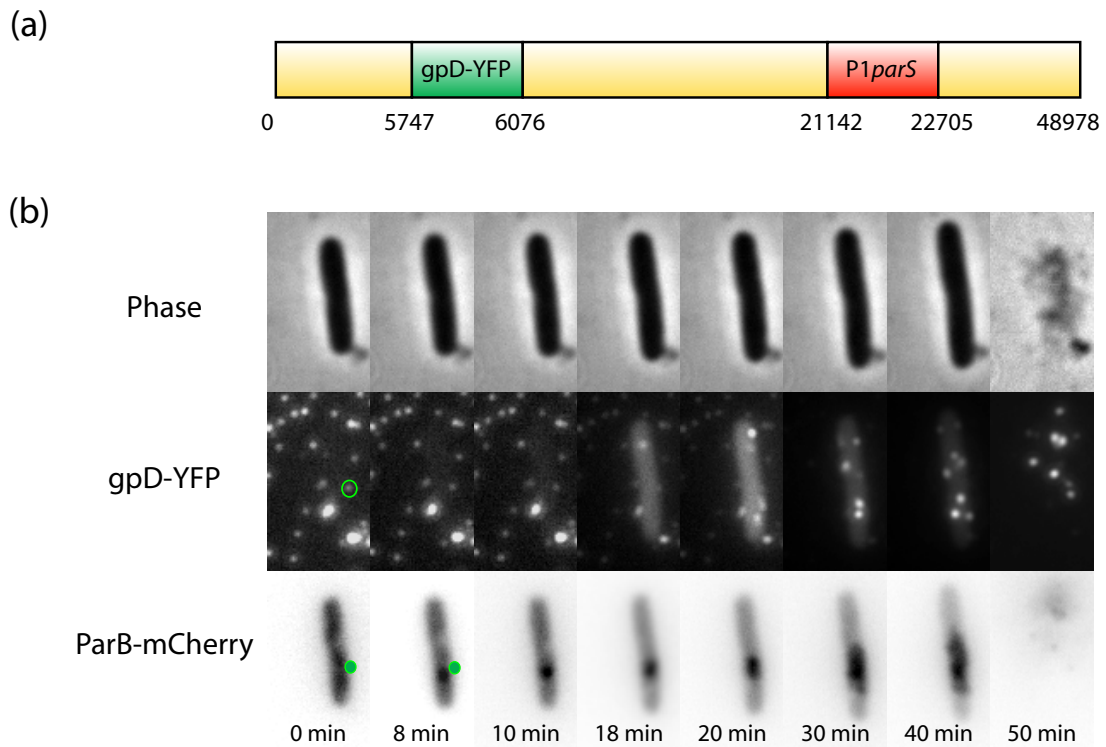 (a)
gpD-YFP P1parS
0 5747 6076 21142 22705 48978
(b)
Phase
gpD-YFP
ParB-mCherry
0 min 8 min 10 min 18 min 20 min 30 min 40 min 50 min